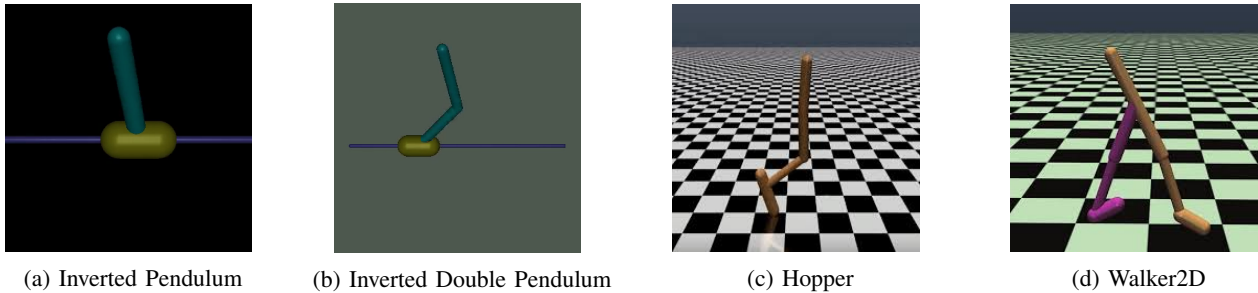 (a) Inverted Pendulum
(b) Inverted Double Pendulum
(c) Hopper
(d) Walker2D